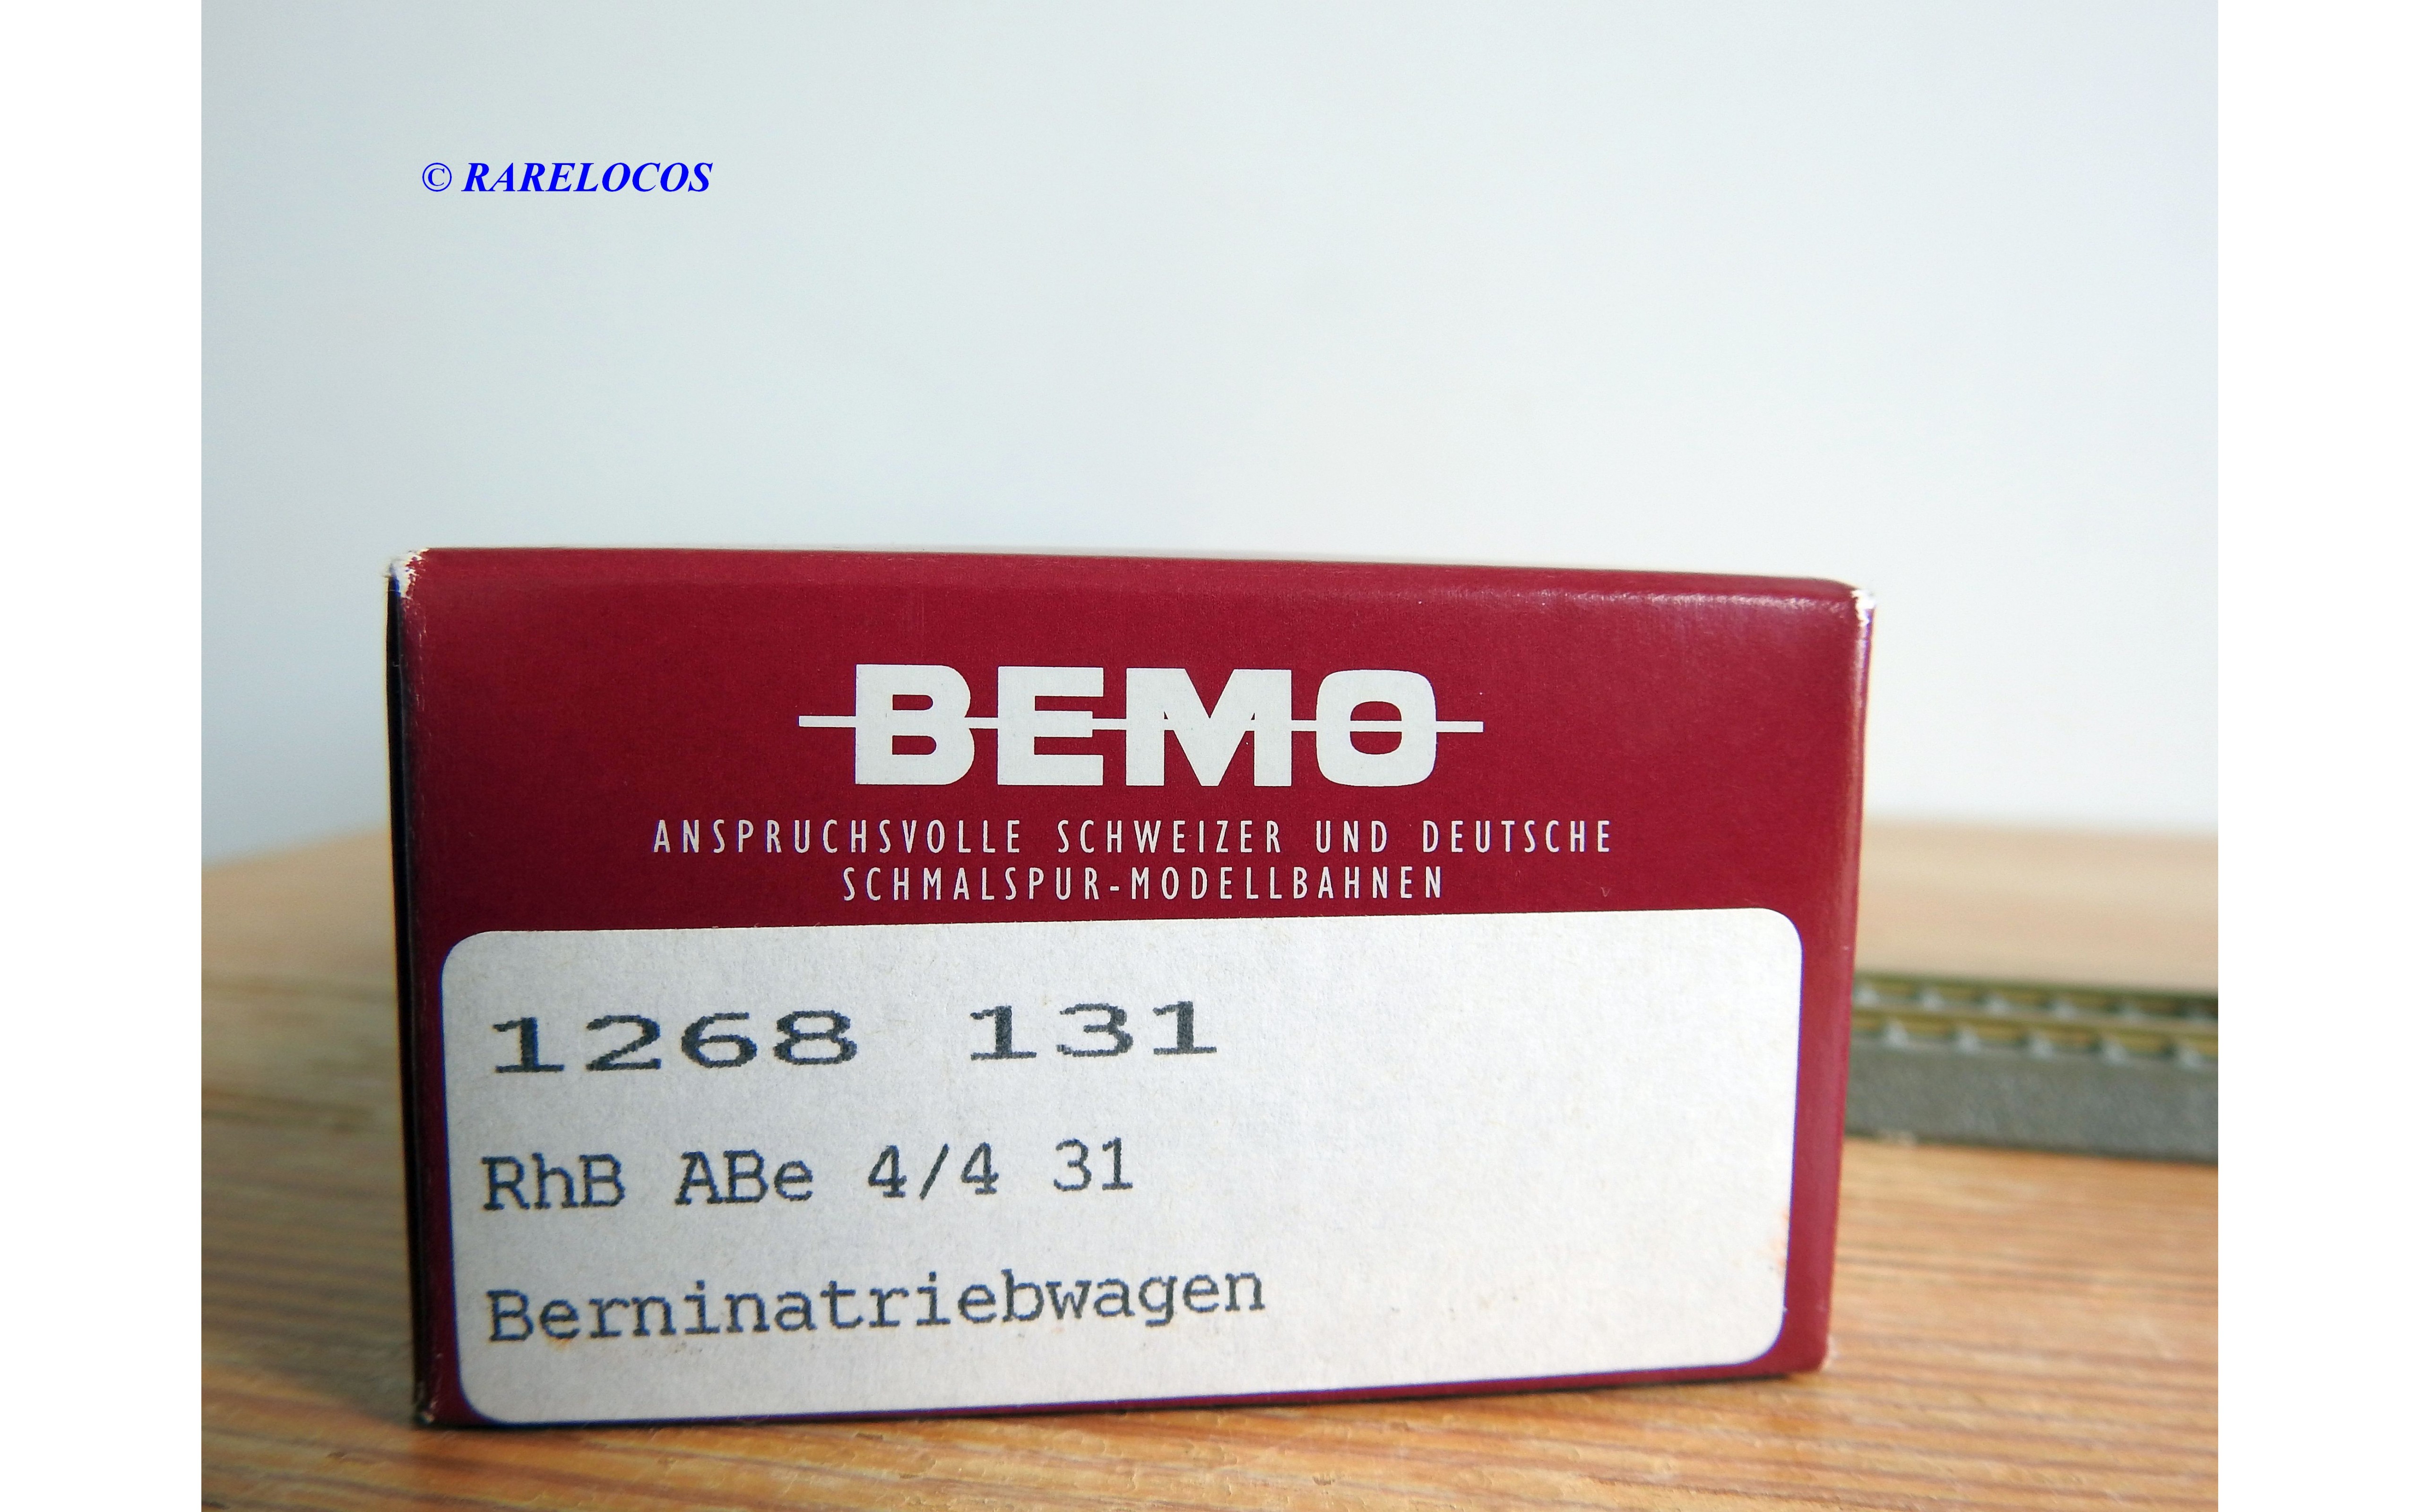 © RARELOCOS
BEMO
ANSPRUCHSVOLLE SCHWEIZER UND DEUTSCHE
SCHMALSPUR-MODELLBAHNEN
1268 131
RhB ABe 4/4 31
Berninatriebwagen